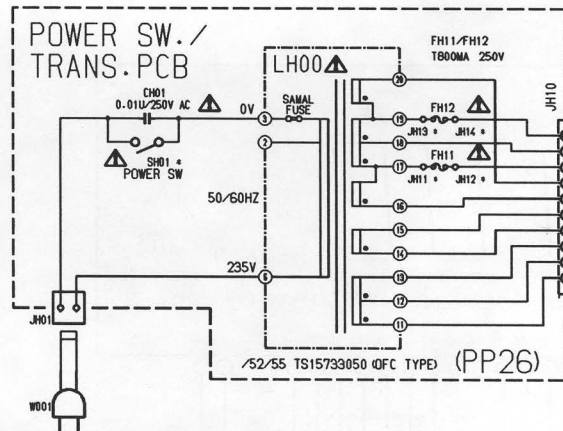 POWER SW./
TRANS.PCB
CH01
0.01U/250V AC
SH01 *
POWER SW
0V
50/60HZ
235V
LH00
SAMAL
FUSE
3
2
6
20
19
18
17
16
15
14
13
12
11
FH11/FH12
T800MA 250V
FH12
JH13 * JH14 *
FH11
JH11 * JH12 *
JH10
JH01
W001
/52/55 TS15733050 (OFC TYPE)
(PP26)